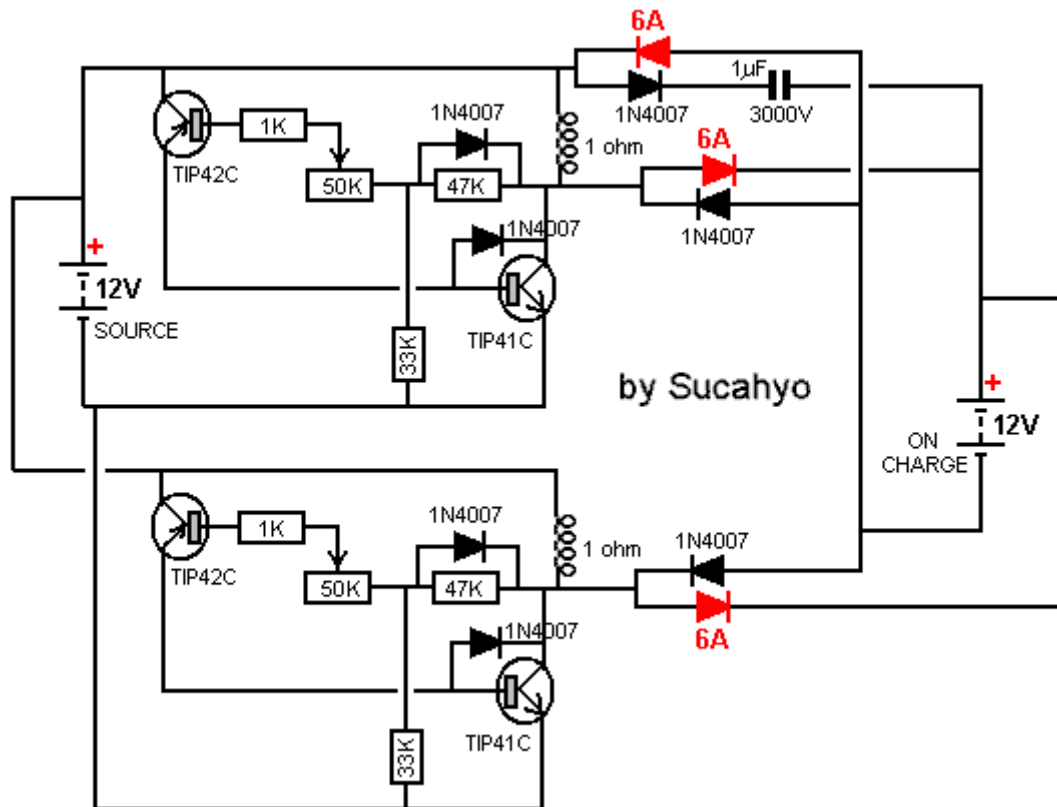 6A
1µF
1N4007
3000V
1N4007
1K
1 ohm
TIP42C
50K
47K
6A
1N4007
1N4007
+
12V
SOURCE
33K
TIP41C
by Sucahyo
+
12V
ON
CHARGE
1N4007
1K
1 ohm
1N4007
TIP42C
50K
47K
1N4007
6A
33K
TIP41C